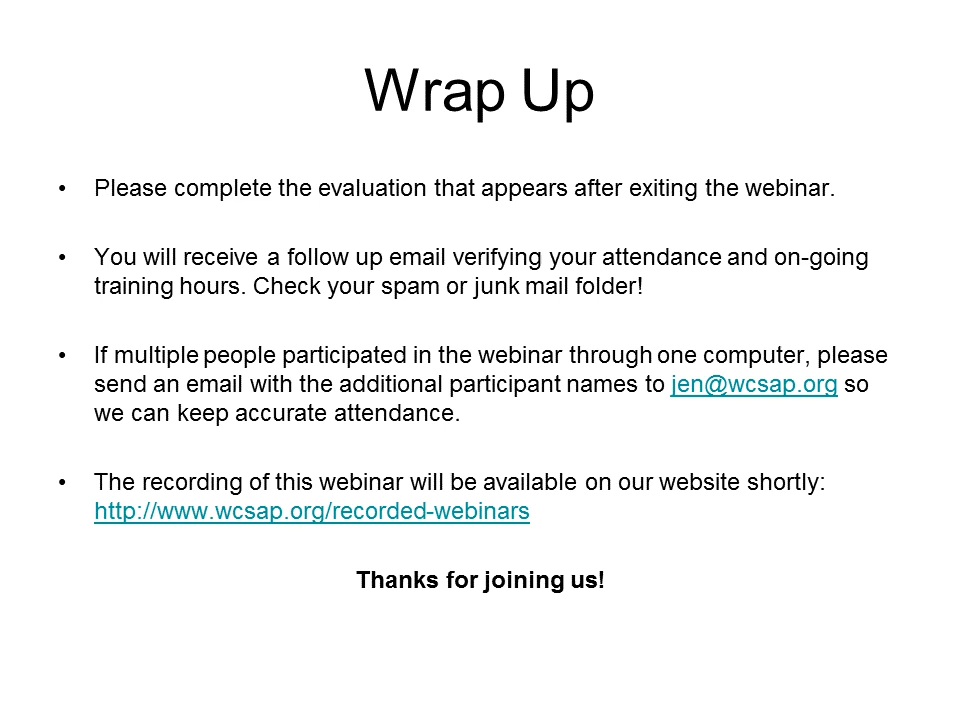 Wrap Up
• Please complete the evaluation that appears after exiting the webinar.
• You will receive a follow up email verifying your attendance and on-going
training hours. Check your spam or junk mail folder!
• If multiple people participated in the webinar through one computer, please
send an email with the additional participant names to jen@wcsap.org so
we can keep accurate attendance.
• The recording of this webinar will be available on our website shortly:
http://www.wcsap.org/recorded-webinars
Thanks for joining us!